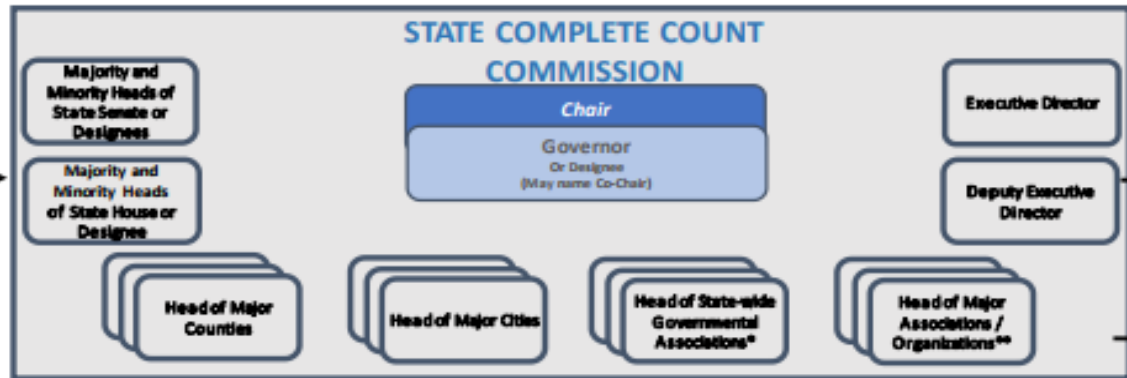 STATE COMPLETE COUNT
COMMISSION
Majority and
Minority Heads of
State Senate or
Designees
Chair
Governor
Or Designee
(May name Co-Chair)
Executive Director
Majority and
Minority Heads
of State House or
Designee
Deputy Executive
Director
Head of Major
Counties
Head of Major Cities
Head of State-wide
Governmental
Associations*
Head of Major
Associations /
Organizations**